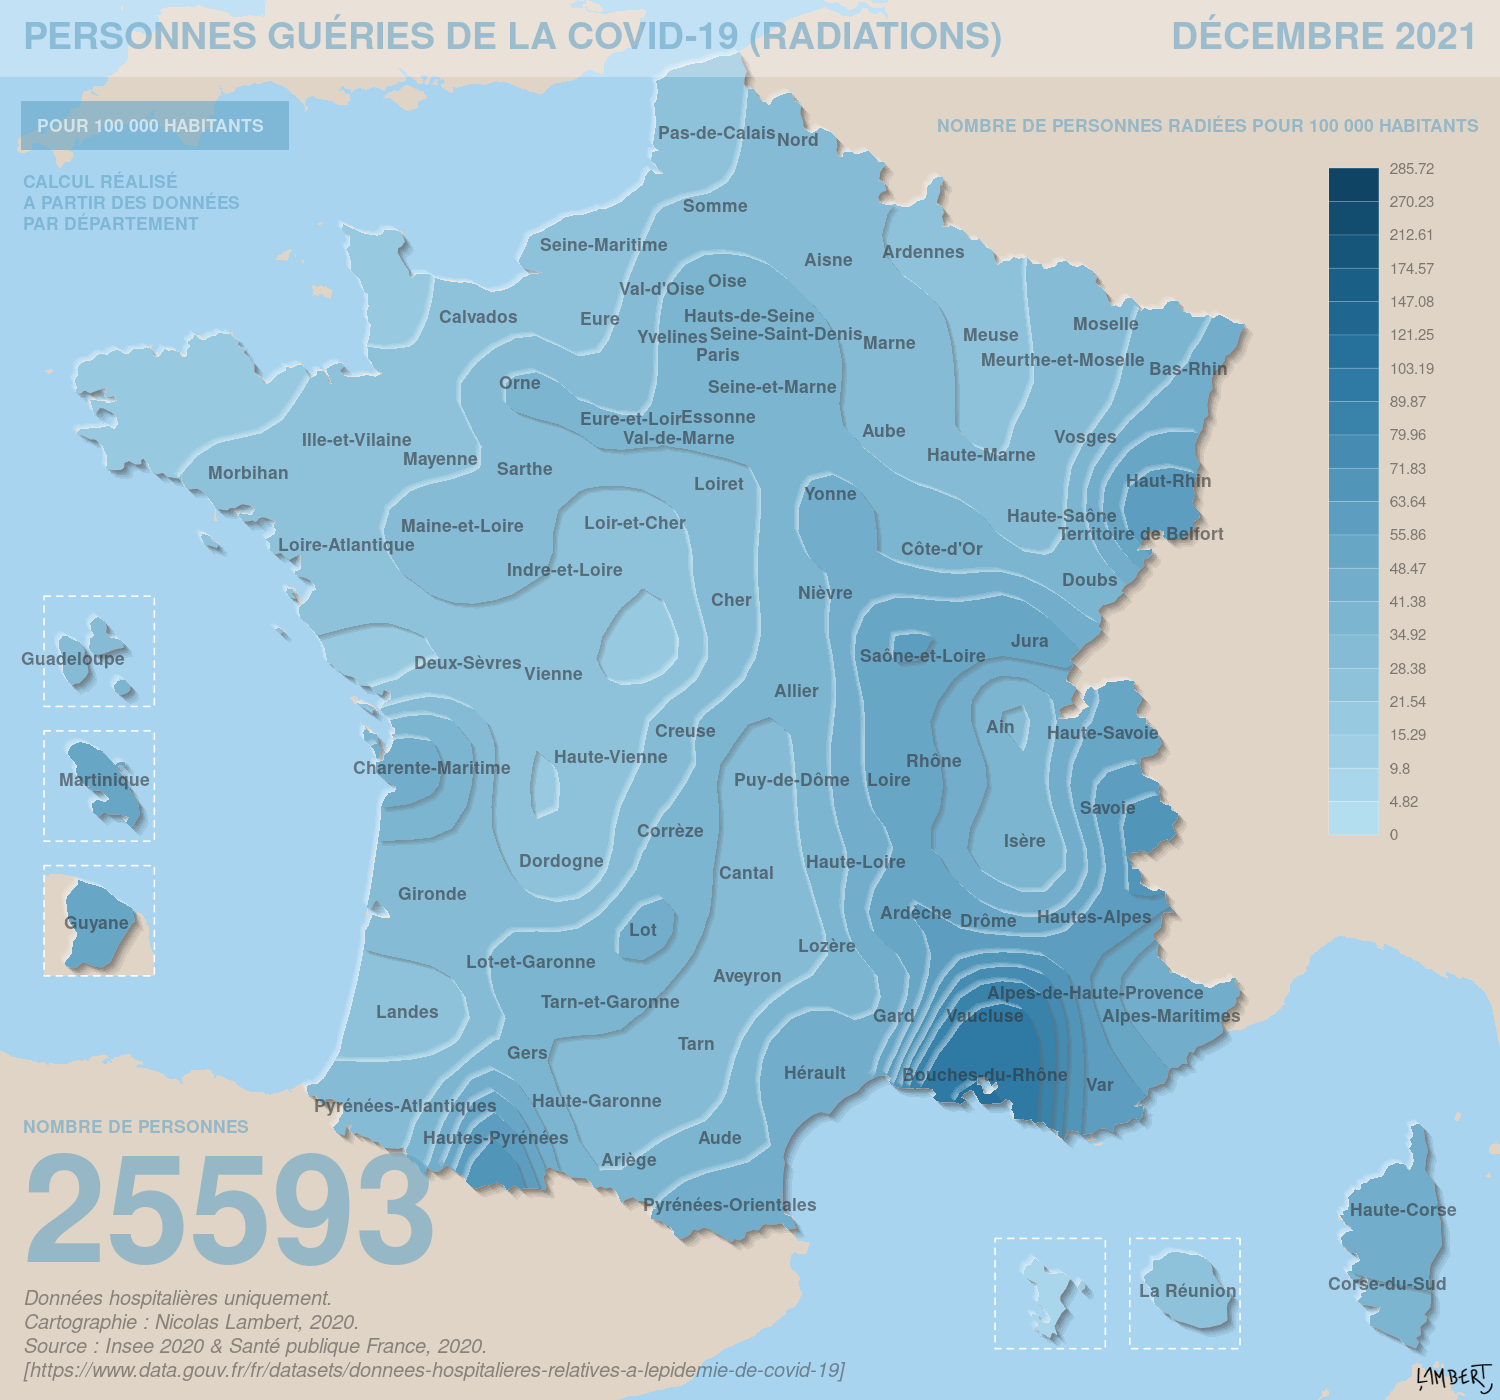 PERSONNES GUÉRIES DE LA COVID-19 (RADIATIONS)
DÉCEMBRE 2021
POUR 100 000 HABITANTS
CALCUL RÉALISÉ
A PARTIR DES DONNÉES
PAR DÉPARTEMENT
NOMBRE DE PERSONNES RADIÉES POUR 100 000 HABITANTS
285.72
270.23
212.61
174.57
147.08
121.25
103.19
89.87
79.96
71.83
63.64
55.86
48.47
41.38
34.92
28.38
21.54
15.29
9.8
4.82
0
Pas-de-Calais
Nord
Somme
Seine-Maritime
Aisne
Ardennes
Val-d'Oise
Oise
Calvados
Eure
Hauts-de-Seine
Yvelines
Seine-Saint-Denis
Paris
Marne
Meuse
Moselle
Meurthe-et-Moselle
Bas-Rhin
Orne
Seine-et-Marne
Eure-et-Loir
Essonne
Val-de-Marne
Aube
Vosges
Ille-et-Vilaine
Mayenne
Haute-Marne
Morbihan
Sarthe
Loiret
Yonne
Haut-Rhin
Maine-et-Loire
Loir-et-Cher
Haute-Saône
Territoire de Belfort
Loire-Atlantique
Côte-d'Or
Indre-et-Loire
Doubs
Cher
Nièvre
Jura
Saône-et-Loire
Guadeloupe
Deux-Sèvres
Vienne
Allier
Creuse
Ain
Haute-Savoie
Haute-Vienne
Rhône
Charente-Maritime
Martinique
Puy-de-Dôme
Loire
Savoie
Corrèze
Isère
Dordogne
Haute-Loire
Cantal
Gironde
Ardèche
Drôme
Hautes-Alpes
Guyane
Lot
Lozère
Lot-et-Garonne
Aveyron
Alpes-de-Haute-Provence
Tarn-et-Garonne
Landes
Gard
Vaucluse
Alpes-Maritimes
Gers
Tarn
Hérault
Bouches-du-Rhône
Var
Pyrénées-Atlantiques
Haute-Garonne
Hautes-Pyrénées
Aude
Ariège
Pyrénées-Orientales
Haute-Corse
Corse-du-Sud
La Réunion
NOMBRE DE PERSONNES
25593
Données hospitalières uniquement.
Cartographie : Nicolas Lambert, 2020.
Source : Insee 2020 & Santé publique France, 2020.
[https://www.data.gouv.fr/fr/datasets/donnees-hospitalieres-relatives-a-lepidemie-de-covid-19]
LAMBERT